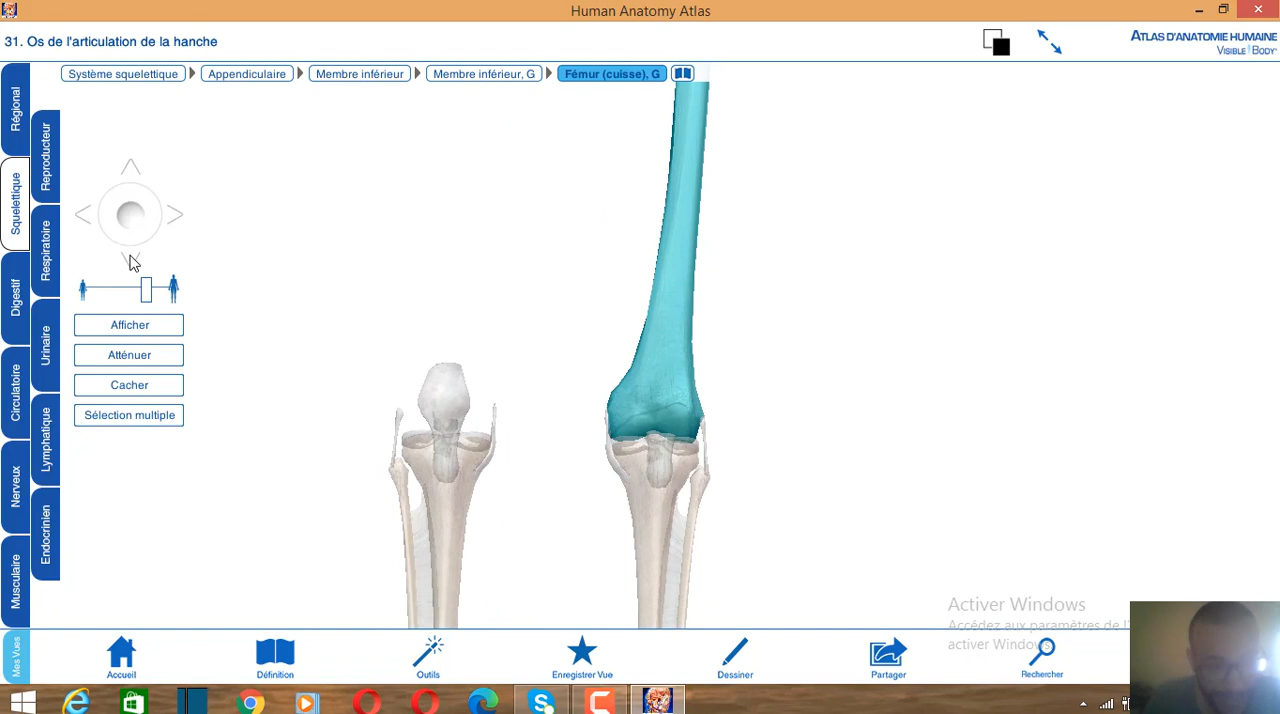 Human Anatomy Atlas
31. Os de l'articulation de la hanche
ATLAS D'ANATOMIE HUMAINE
VISIBLE BODY
Système squelettique
Appendiculaire
Membre inférieur
Membre inférieur, G
Fémur (cuisse), G
Régional
Squelettique
Digestif
Circulatoire
Nerveux
Musculaire
Mes Vues
Reproducteur
Respiratoire
Urinaire
Lymphatique
Endocrinien
Afficher
Atténuer
Cacher
Sélection multiple
Activer Windows
Accédez aux paramètres de l'
activer Windows
Accueil
Définition
Outils
Enregistrer Vue
Dessiner
Partager
Rechercher